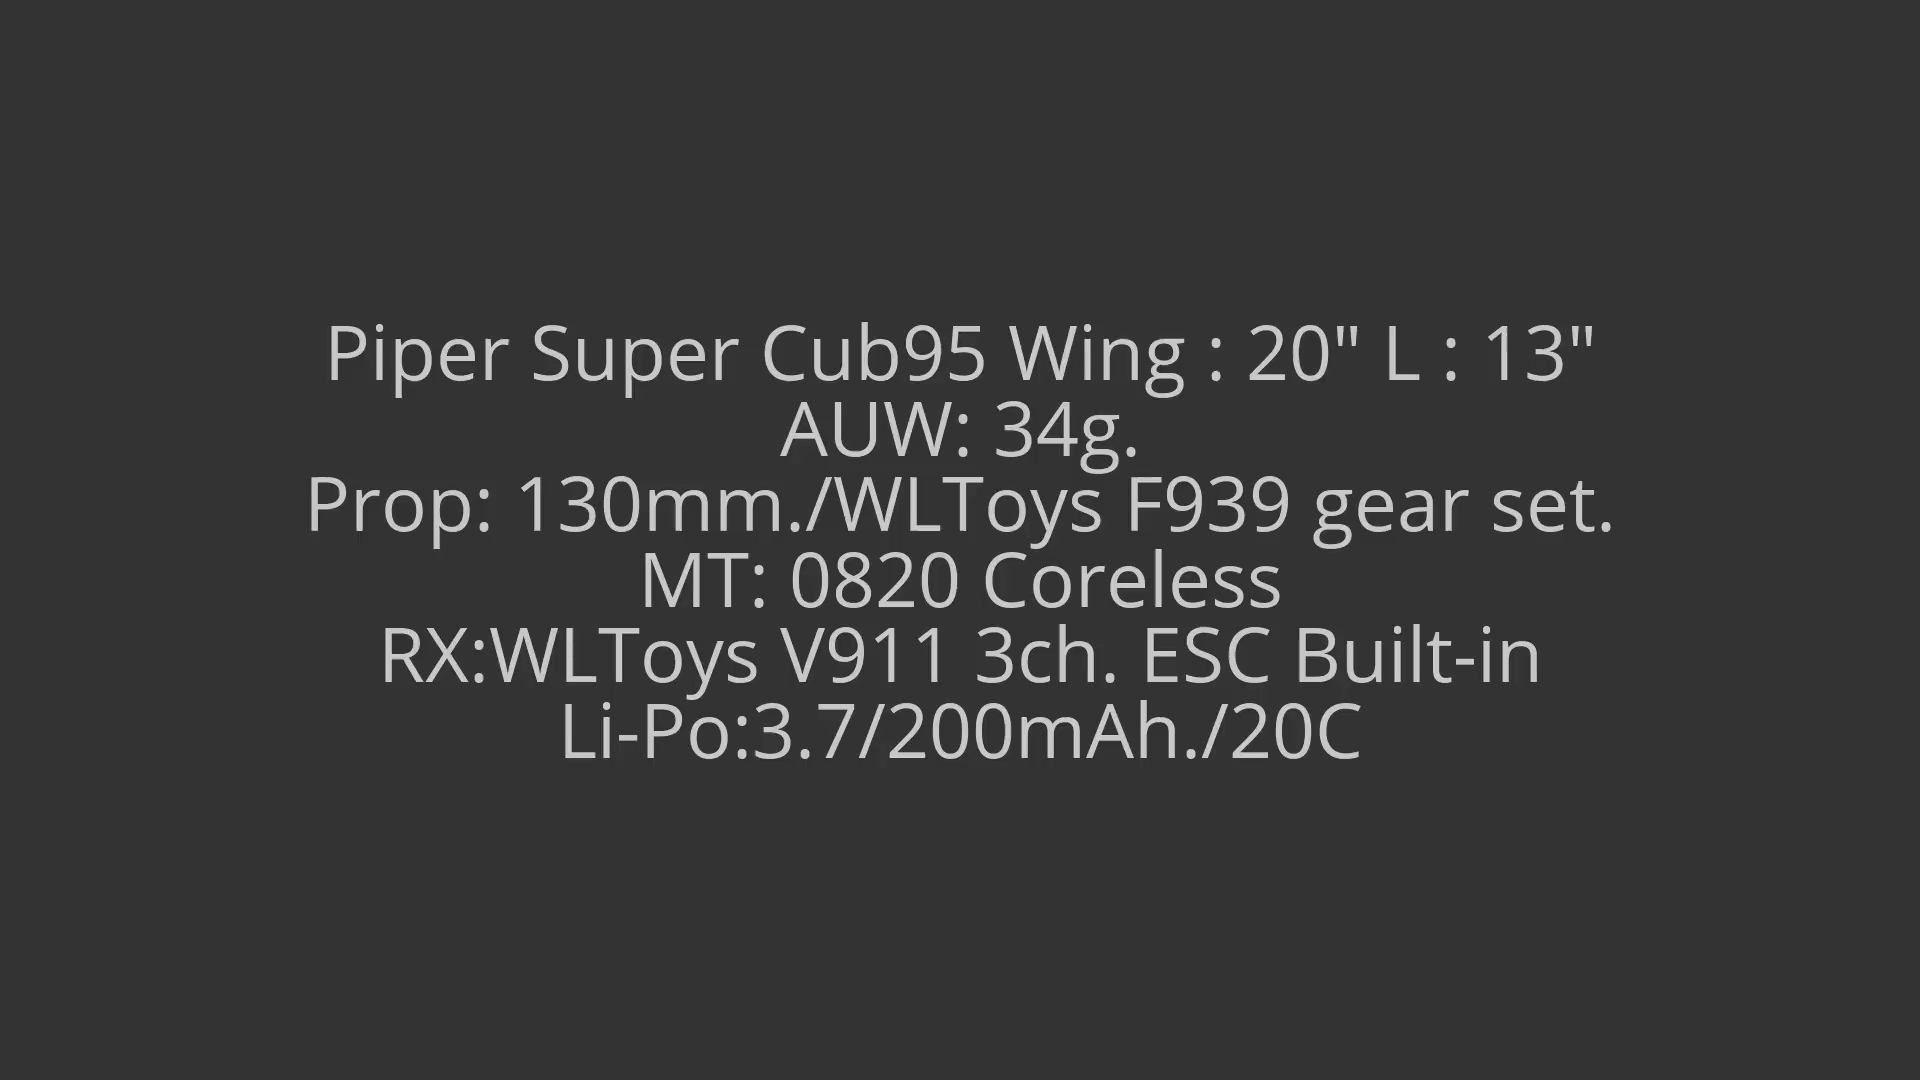 Piper Super Cub95 Wing : 20" L : 13"
AUW: 34g.
Prop: 130mm./WLToys F939 gear set.
MT: 0820 Coreless
RX:WLToys V911 3ch. ESC Built-in
Li-Po:3.7/200mAh./20C